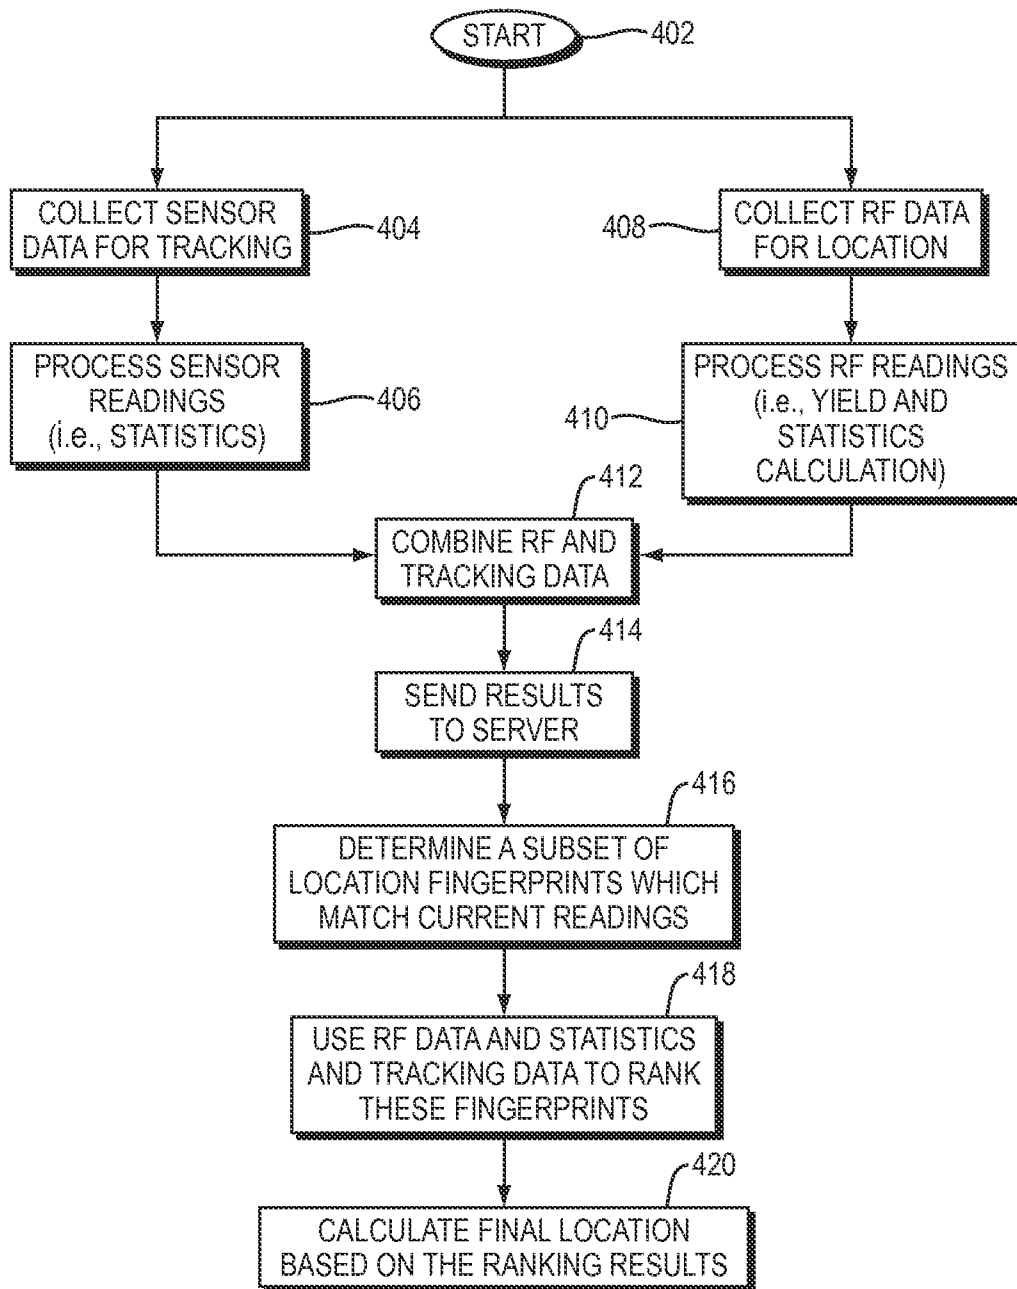 START
402
COLLECT SENSOR
DATA FOR TRACKING
404
408
COLLECT RF DATA
FOR LOCATION
PROCESS SENSOR
READINGS
(i.e., STATISTICS)
406
410
PROCESS RF READINGS
(i.e., YIELD AND
STATISTICS
CALCULATION)
412
COMBINE RF AND
TRACKING DATA
414
SEND RESULTS
TO SERVER
416
DETERMINE A SUBSET OF
LOCATION FINGERPRINTS WHICH
MATCH CURRENT READINGS
418
USE RF DATA AND STATISTICS
AND TRACKING DATA TO RANK
THESE FINGERPRINTS
420
CALCULATE FINAL LOCATION
BASED ON THE RANKING RESULTS